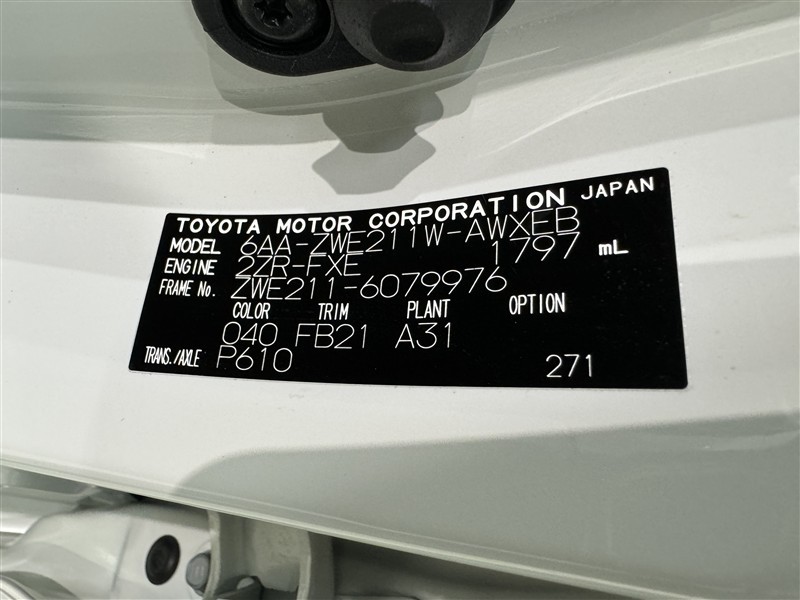 TOYOTA MOTOR CORPORATION JAPAN
MODEL 6AA-ZWE211W-AWXEB
ENGINE 2ZR-FXE 1797 mL
FRAME No. ZWE211-6079976
COLOR TRIM PLANT OPTION
040 FB21 A31
TRANS./AXLE P610 271